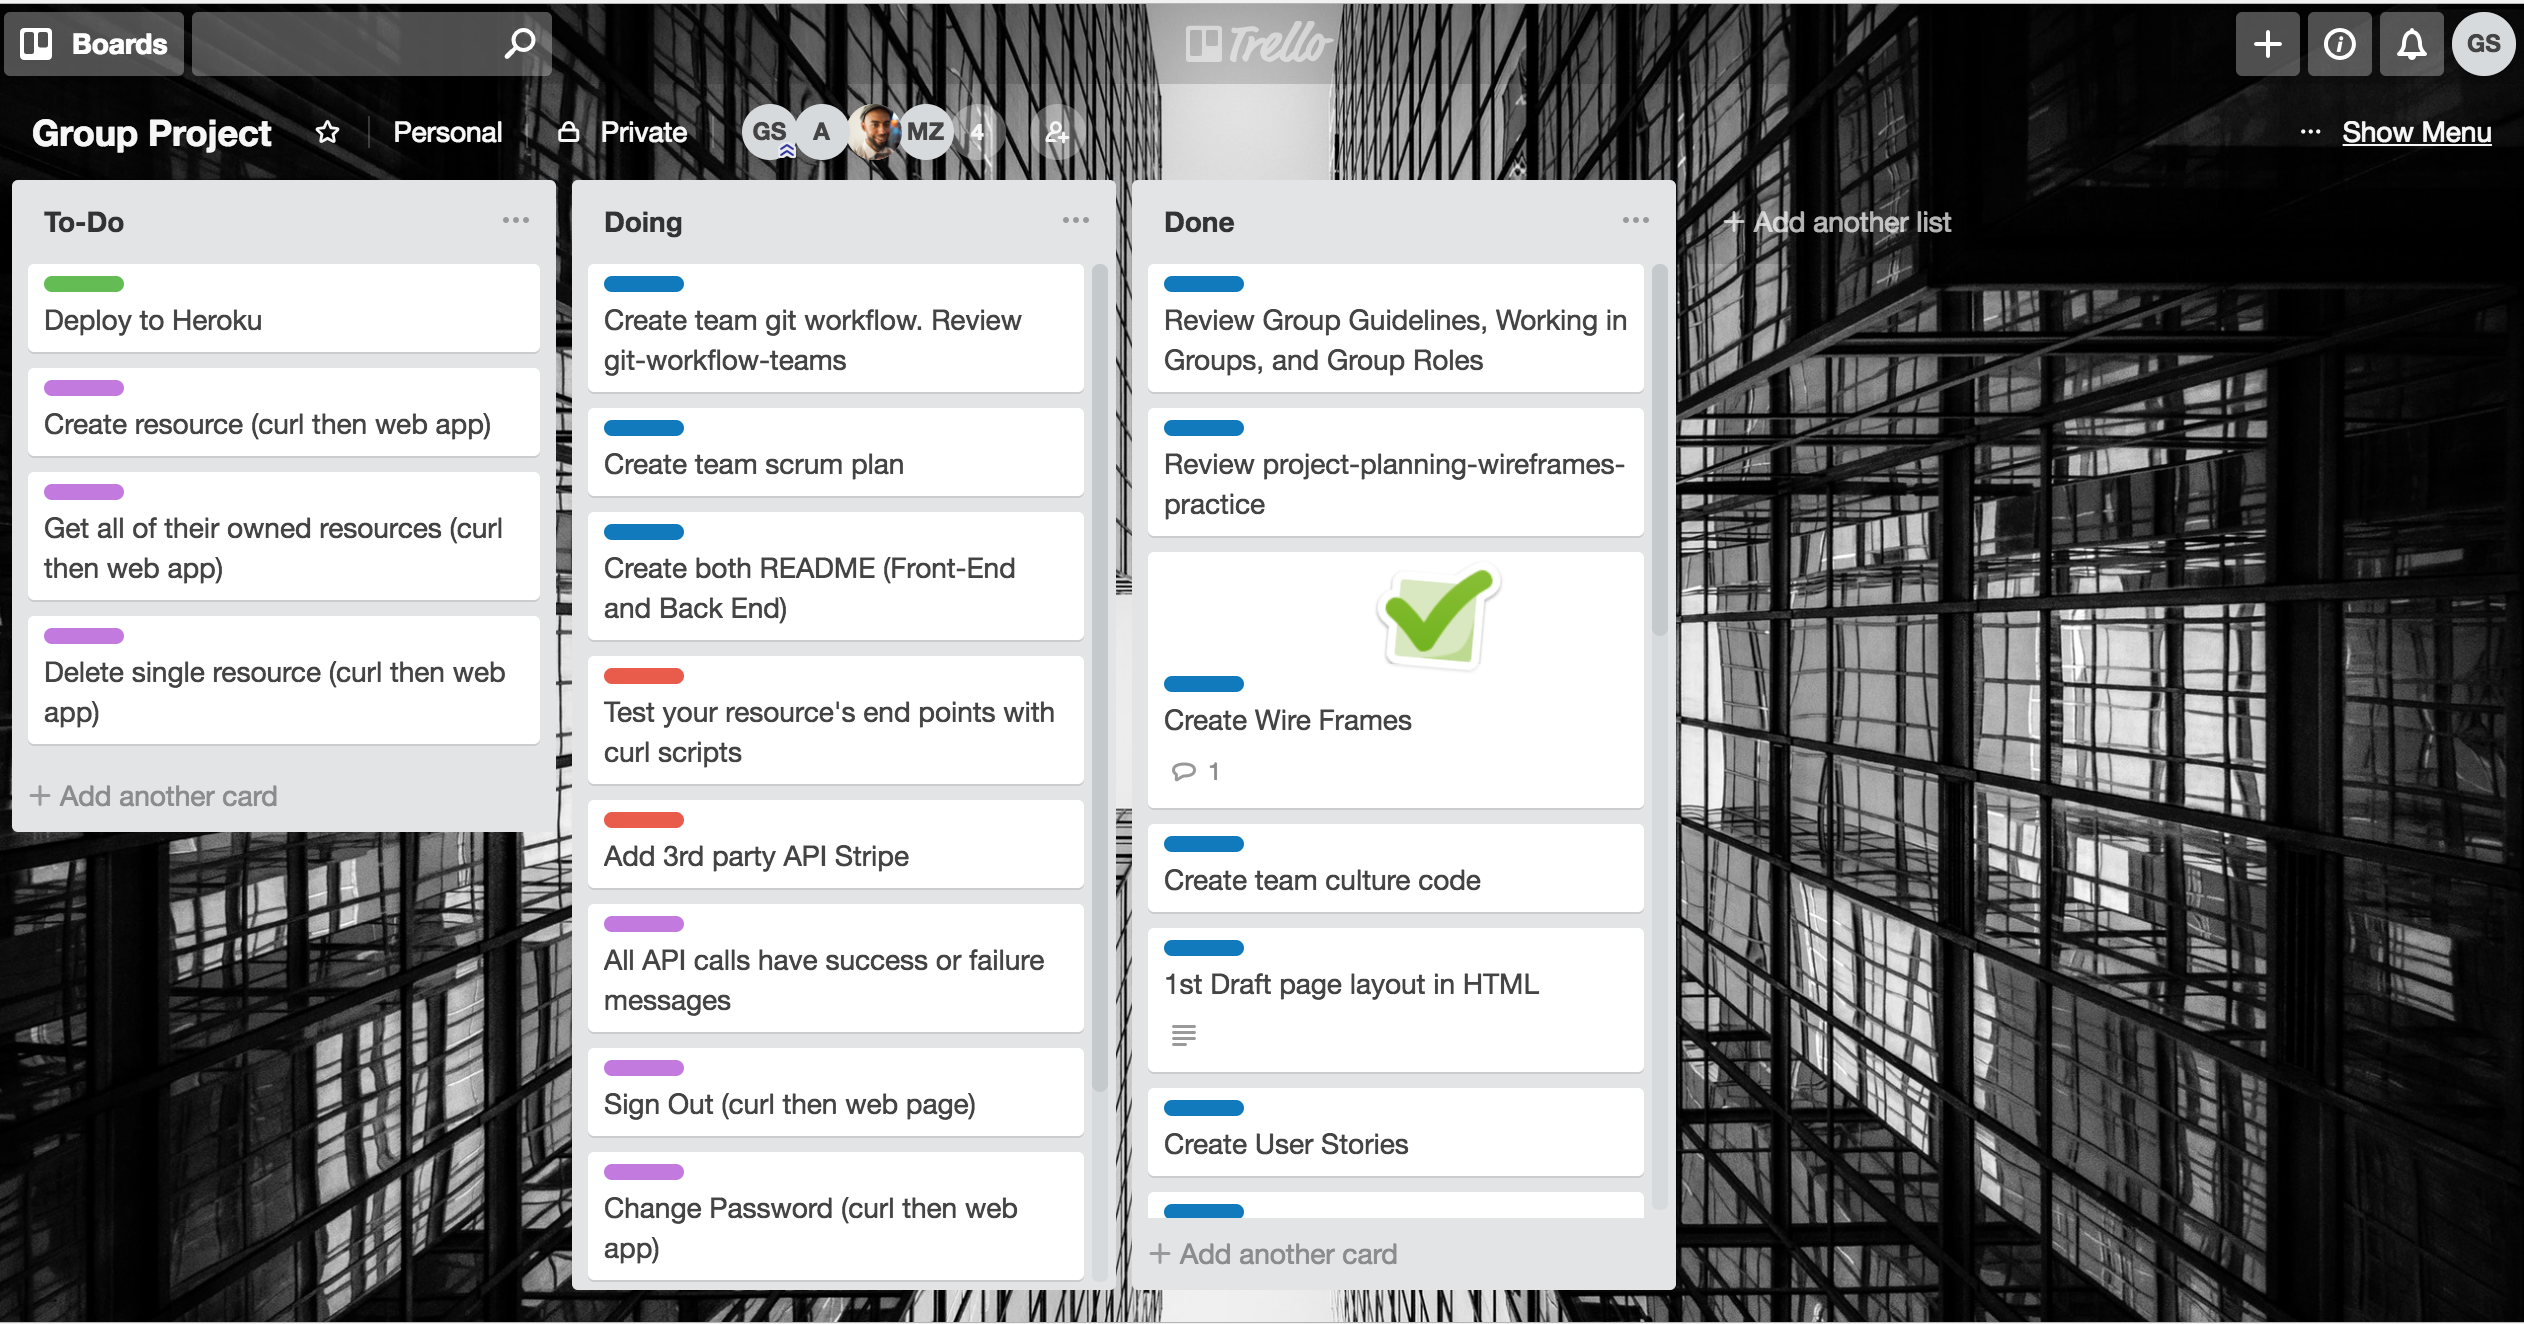 Boards
Trello
GS
Group Project
Personal
Private
GS
A
MZ
4
Show Menu
To-Do
Deploy to Heroku
Create resource (curl then web app)
Get all of their owned resources (curl
then web app)
Delete single resource (curl then web
app)
+ Add another card
Doing
Create team git workflow. Review
git-workflow-teams
Create team scrum plan
Create both README (Front-End
and Back End)
Test your resource's end points with
curl scripts
Add 3rd party API Stripe
All API calls have success or failure
messages
Sign Out (curl then web page)
Change Password (curl then web
app)
Done
Review Group Guidelines, Working in
Groups, and Group Roles
Review project-planning-wireframes-
practice
Create Wire Frames
1
Create team culture code
1st Draft page layout in HTML
Create User Stories
+ Add another card
+ Add another list